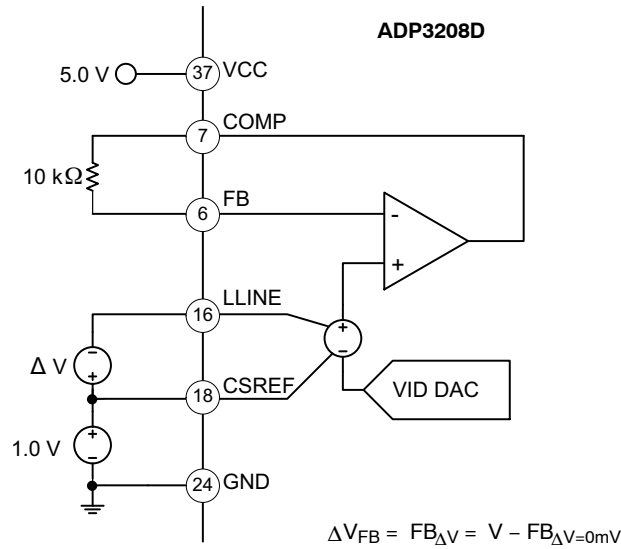 ADP3208D
5.0 V
37
VCC
7
COMP
10 kΩ
6
FB
-
+
16
LLINE
+
-
-
+
Δ V
18
CSREF
VID DAC
+
-
1.0 V
24
GND
ΔV_FB = FB_ΔV = V – FB_ΔV=0mV